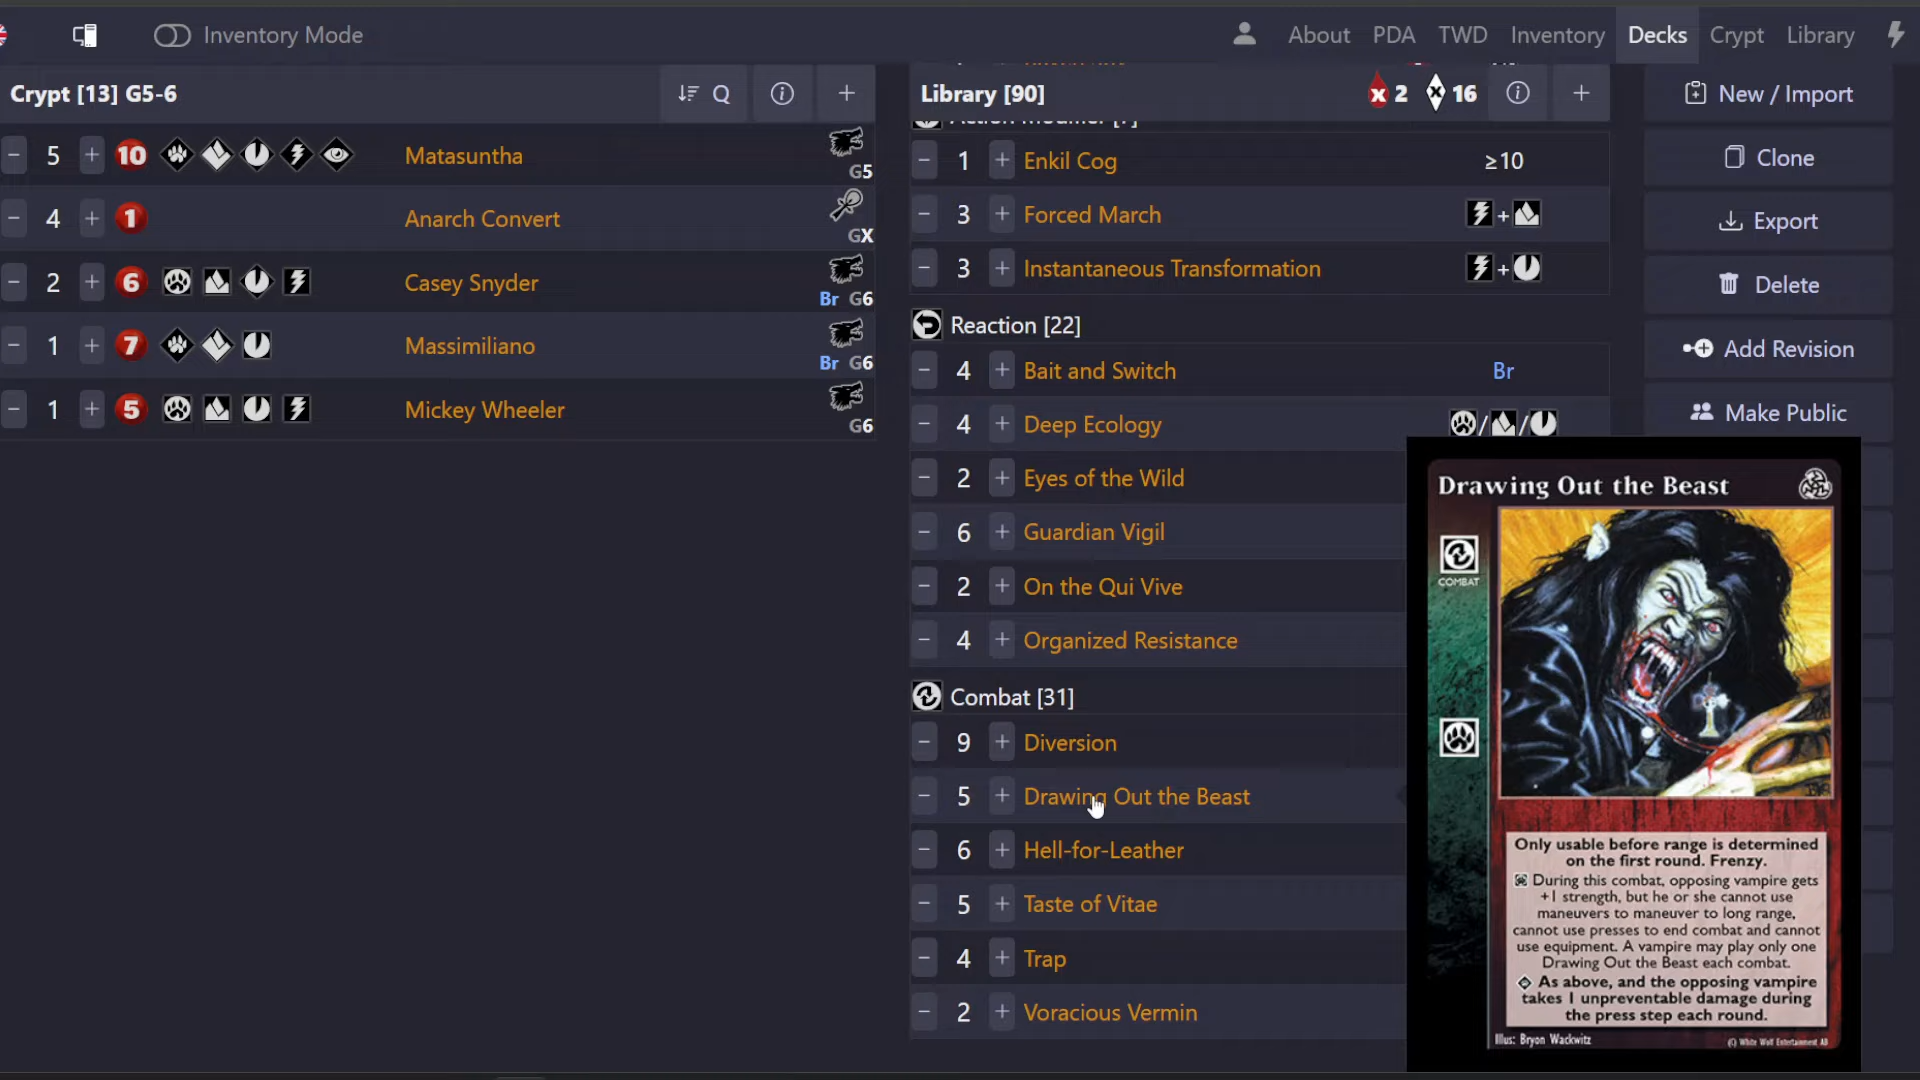 Inventory Mode
About PDA TWD Inventory Decks Crypt Library
Crypt [13] G5-6
Q
5 10 Matasuntha G5
4 1 Anarch Convert GX
2 6 Casey Snyder Br G6
1 7 Massimiliano Br G6
1 5 Mickey Wheeler G6
Library [90] X 2 X 16
Action Modifier [7]
1 Enkil Cog ≥10
3 Forced March +
3 Instantaneous Transformation +
Reaction [22]
4 Bait and Switch Br
4 Deep Ecology / /
2 Eyes of the Wild
6 Guardian Vigil
2 On the Qui Vive
4 Organized Resistance
Combat [31]
9 Diversion
5 Drawing Out the Beast
6 Hell-for-Leather
5 Taste of Vitae
4 Trap
2 Voracious Vermin
New / Import
Clone
Export
Delete
Add Revision
Make Public
Drawing Out the Beast
COMBAT
Only usable before range is determined
on the first round. Frenzy.
During this combat, opposing vampire gets
+1 strength, but he or she cannot use
maneuvers to maneuver to long range,
cannot use presses to end combat and cannot
use equipment. A vampire may play only one
Drawing Out the Beast each combat.
As above, and the opposing vampire
takes 1 unpreventable damage during
the press step each round.
Illus: Bryon Wackwitz
(C) White Wolf Entertainment AB